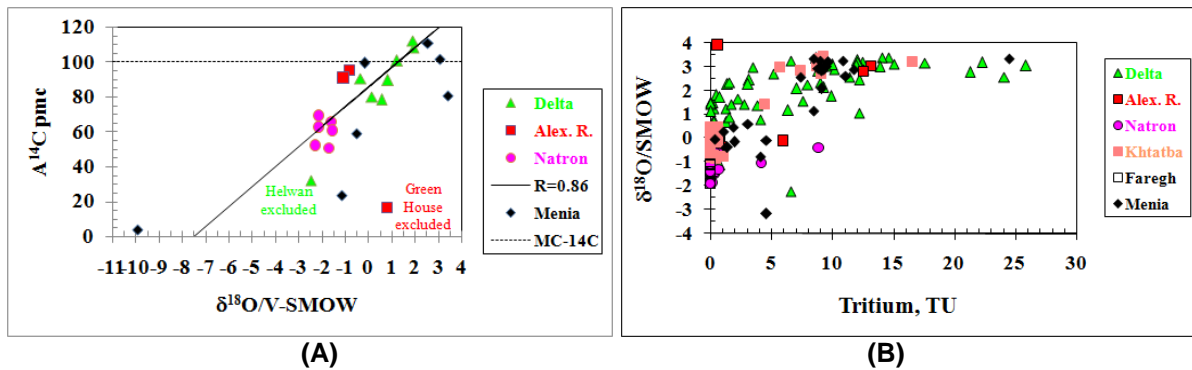 120
100
80
60
40
20
0
A ¹⁴C pmc
Helwan
excluded
Green
House
excluded
-11-10 -9 -8 -7 -6 -5 -4 -3 -2 -1 0 1 2 3 4
δ¹⁸O/V-SMOW
Delta
Alex. R.
Natron
R=0.86
Menia
MC-14C
(A)
4
3
2
1
0
-1
-2
-3
-4
δ¹⁸O/SMOW
0 5 10 15 20 25 30
Tritium, TU
Delta
Alex. R.
Natron
Khtatba
Faregh
Menia
(B)